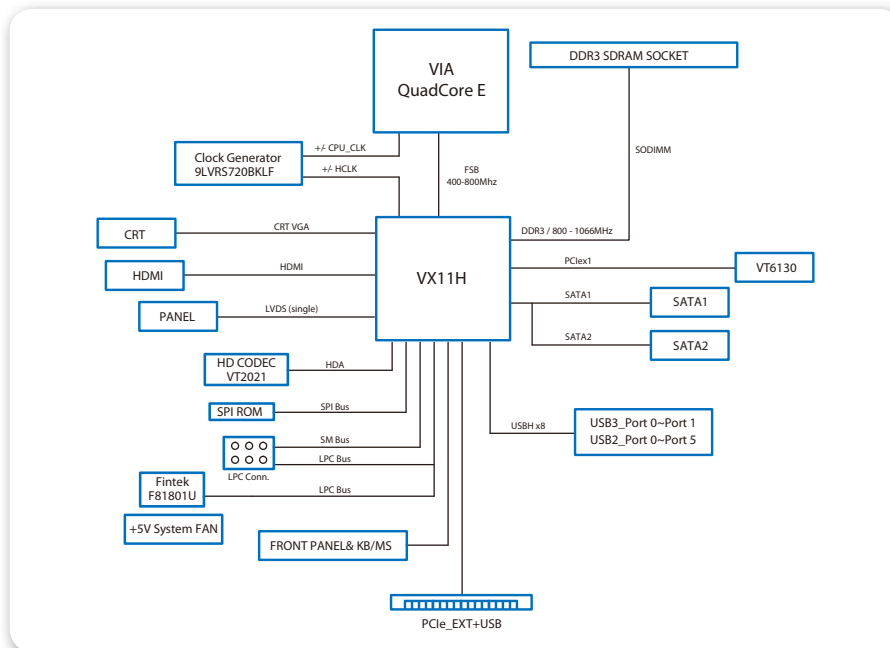 VIA
QuadCore E
DDR3 SDRAM SOCKET
Clock Generator
9LVRS720BKLF
+/- CPU_CLK
+/- HCLK
FSB
400-800Mhz
SODIMM
CRT
CRT VGA
DDR3 / 800 - 1066MHz
HDMI
HDMI
VX11H
PCIex1
VT6130
PANEL
LVDS (single)
SATA1
SATA1
SATA2
SATA2
HD CODEC
VT2021
HDA
SPI ROM
SPI Bus
USBH x8
USB3_Port 0~Port 1
USB2_Port 0~Port 5
SM Bus
LPC Bus
LPC Conn.
Fintek
F81801U
LPC Bus
+5V System FAN
FRONT PANEL& KB/MS
PCIe_EXT+USB